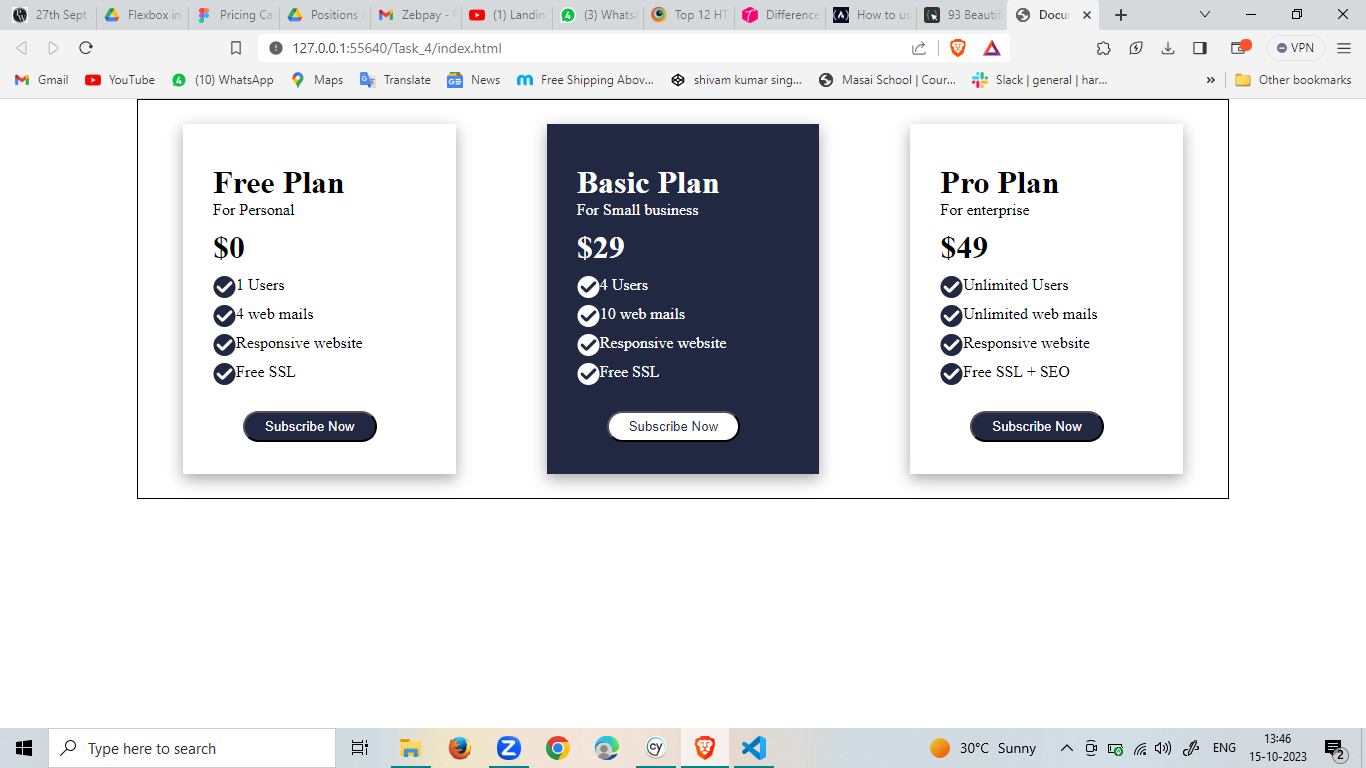 27th Sept
Flexbox in
Pricing Ca
Positions
Zebpay - F
(1) Landin
(3) Whats
Top 12 HT
Difference
How to us
93 Beautif
Docu
127.0.0.1:55640/Task_4/index.html
VPN
Gmail
YouTube
(10) WhatsApp
Maps
Translate
News
Free Shipping Abov...
shivam kumar sing...
Masai School | Cour...
Slack | general | har...
»
Other bookmarks
Free Plan
For Personal
$0
1 Users
4 web mails
Responsive website
Free SSL
Subscribe Now
Basic Plan
For Small business
$29
4 Users
10 web mails
Responsive website
Free SSL
Subscribe Now
Pro Plan
For enterprise
$49
Unlimited Users
Unlimited web mails
Responsive website
Free SSL + SEO
Subscribe Now
Type here to search
cy
30°C Sunny
ENG
13:46
15-10-2023
2